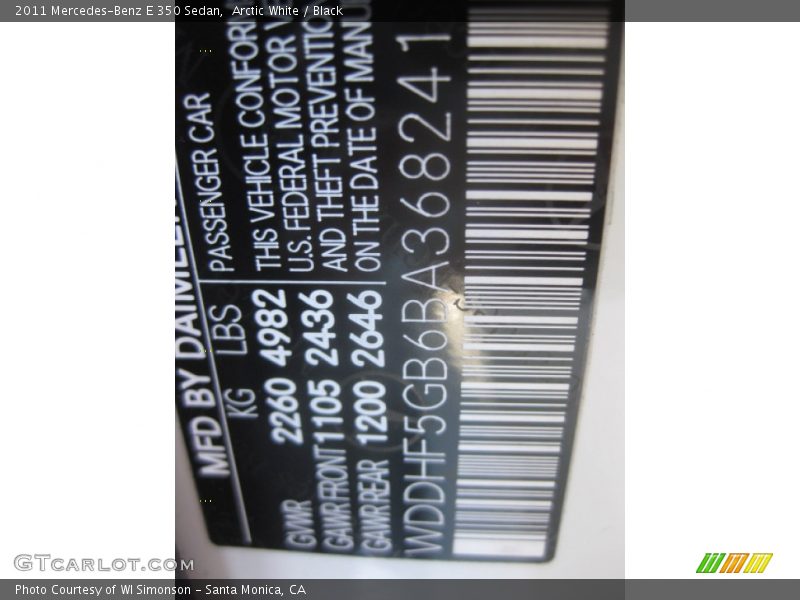 2011 Mercedes-Benz E 350 Sedan, Arctic White / Black
MFD BY DAIMLER
KG LBS PASSENGER CAR
GVWR 2260 4982 THIS VEHICLE CONFOR
GAWR FRONT 1105 2436 U.S. FEDERAL MOTOR V
GAWR REAR 1200 2646 AND THEFT PREVENTIO
ON THE DATE OF MANU
WDDHF5GB6BA368241
GTCARLOT.COM
Photo Courtesy of WI Simonson - Santa Monica, CA